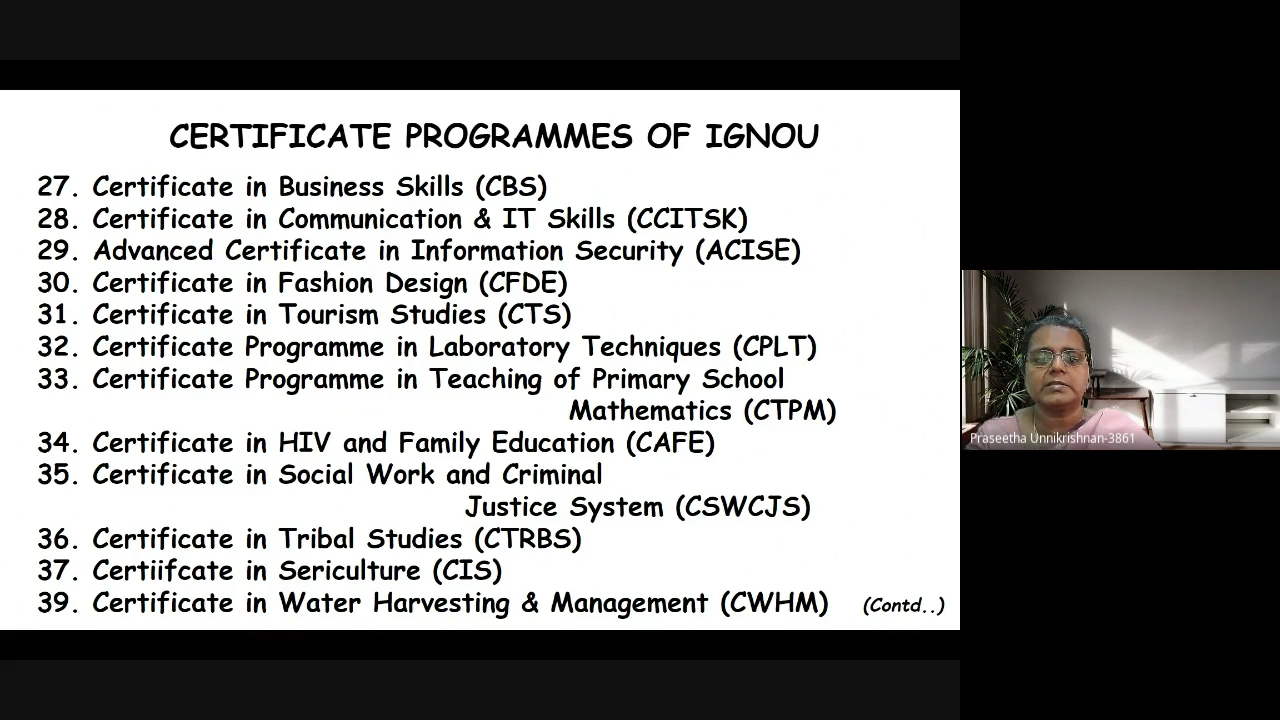 CERTIFICATE PROGRAMMES OF IGNOU
27. Certificate in Business Skills (CBS)
28. Certificate in Communication & IT Skills (CCITSK)
29. Advanced Certificate in Information Security (ACISE)
30. Certificate in Fashion Design (CFDE)
31. Certificate in Tourism Studies (CTS)
32. Certificate Programme in Laboratory Techniques (CPLT)
33. Certificate Programme in Teaching of Primary School
Mathematics (CTPM)
34. Certificate in HIV and Family Education (CAFE)
35. Certificate in Social Work and Criminal
Justice System (CSWCJS)
36. Certificate in Tribal Studies (CTRBS)
37. Certiifcate in Sericulture (CIS)
39. Certificate in Water Harvesting & Management (CWHM) (Contd..)
Praseetha Unnikrishnan-3861